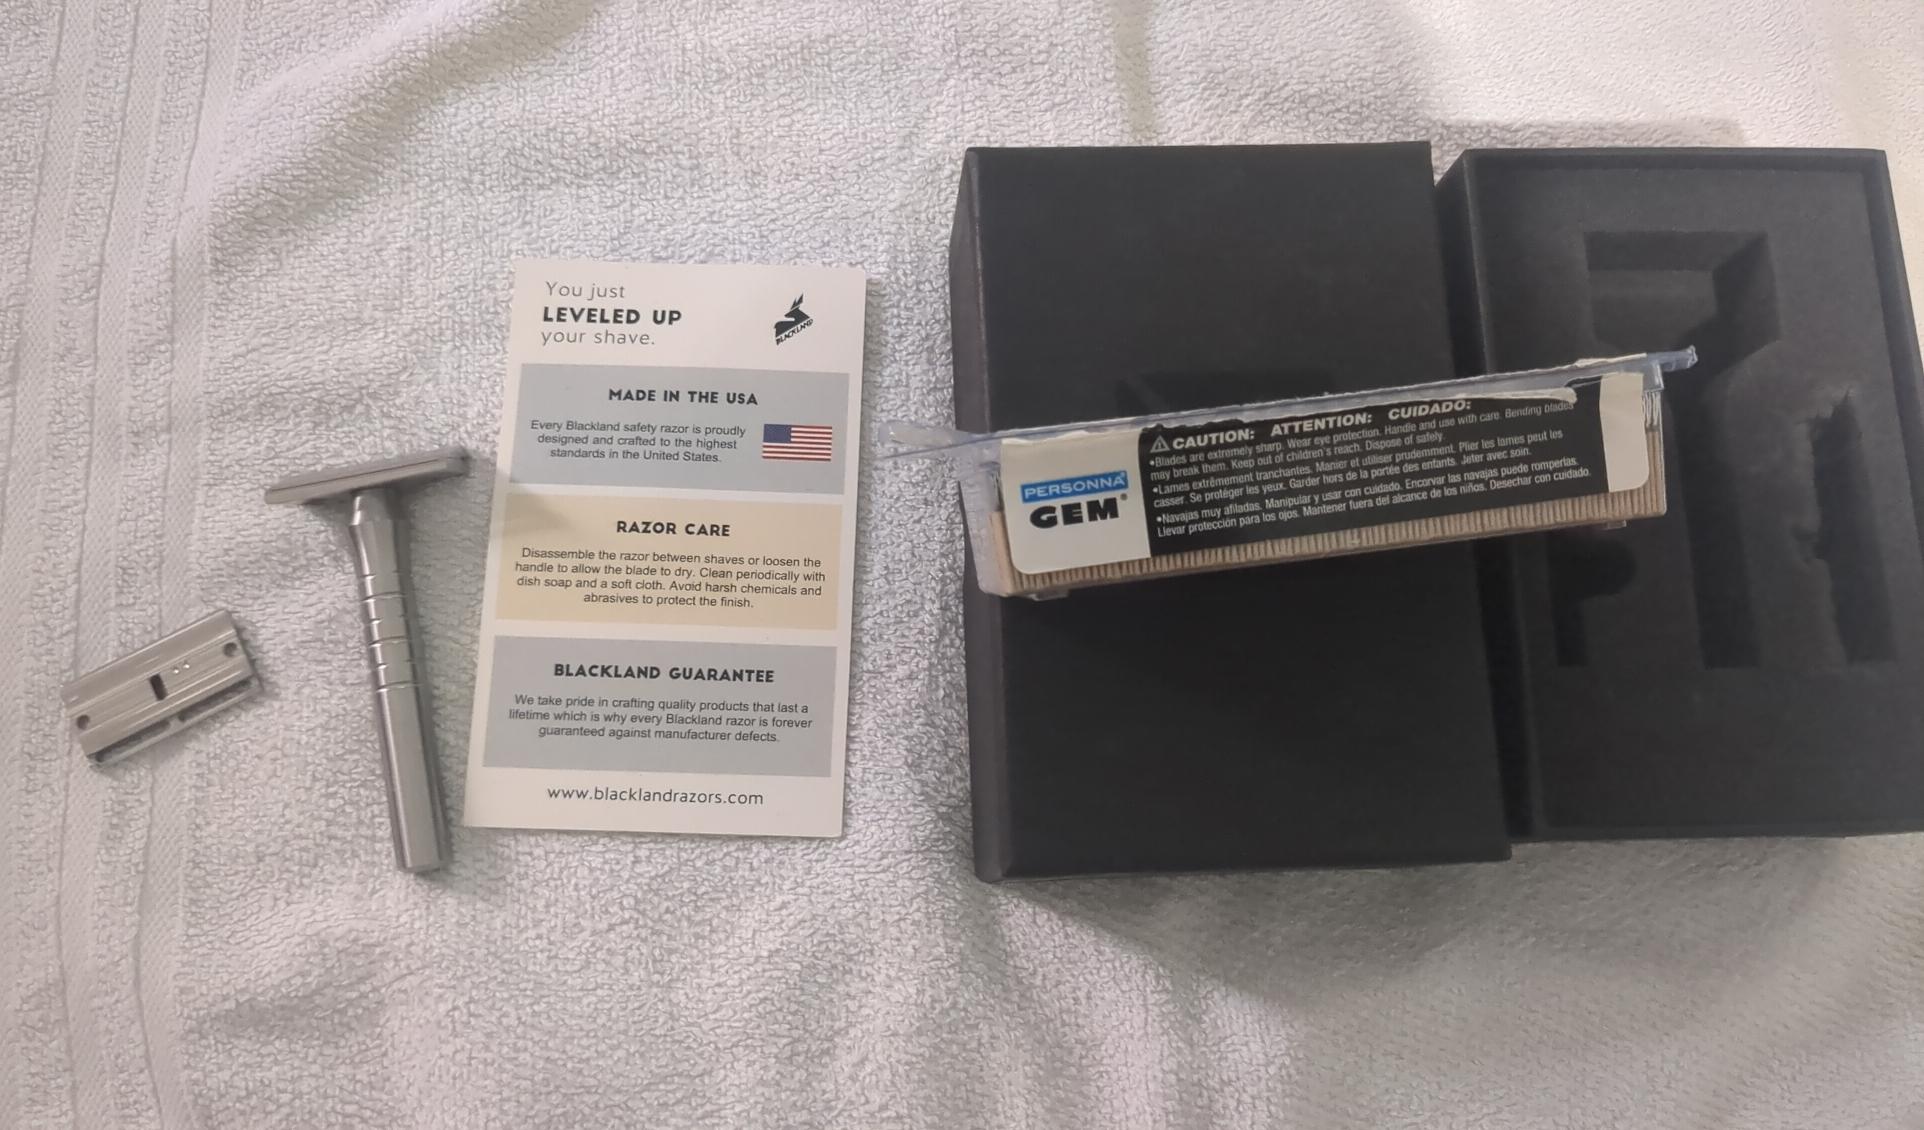 You just
LEVELED UP
your shave.
BLACKLAND
MADE IN THE USA
Every Blackland safety razor is proudly
designed and crafted to the highest
standards in the United States.
RAZOR CARE
Disassemble the razor between shaves or loosen the
handle to allow the blade to dry. Clean periodically with
dish soap and a soft cloth. Avoid harsh chemicals and
abrasives to protect the finish.
BLACKLAND GUARANTEE
We take pride in crafting quality products that last a
lifetime which is why every Blackland razor is forever
guaranteed against manufacturer defects.
www.blacklandrazors.com
PERSONNA®
GEM®
CAUTION: ATTENTION: CUIDADO:
•Blades are extremely sharp. Wear eye protection. Handle and use with care. Bending blades
may break them. Keep out of children's reach. Dispose of safely.
•Lames extrêmement tranchantes. Manier et utiliser prudemment. Plier les lames peut les
casser. Se protéger les yeux. Garder hors de la portée des enfants. Jeter avec soin.
•Navajas muy afiladas. Manipular y usar con cuidado. Encorvar las navajas puede romperlas.
Llevar protección para los ojos. Mantener fuera del alcance de los niños. Desechar con cuidado.